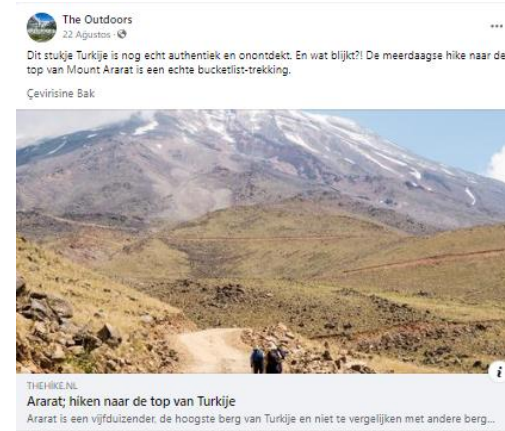 The Outdoors
22 Ağustos ·
Dit stukje Turkije is nog echt authentiek en onontdekt. En wat blijkt?! De meerdaagse hike naar de
top van Mount Ararat is een echte bucketlist-trekking.
Çevirisine Bak
THEHIKE.NL
Ararat; hiken naar de top van Turkije
Ararat is een vijfduizender, de hoogste berg van Turkije en niet te vergelijken met andere berg...